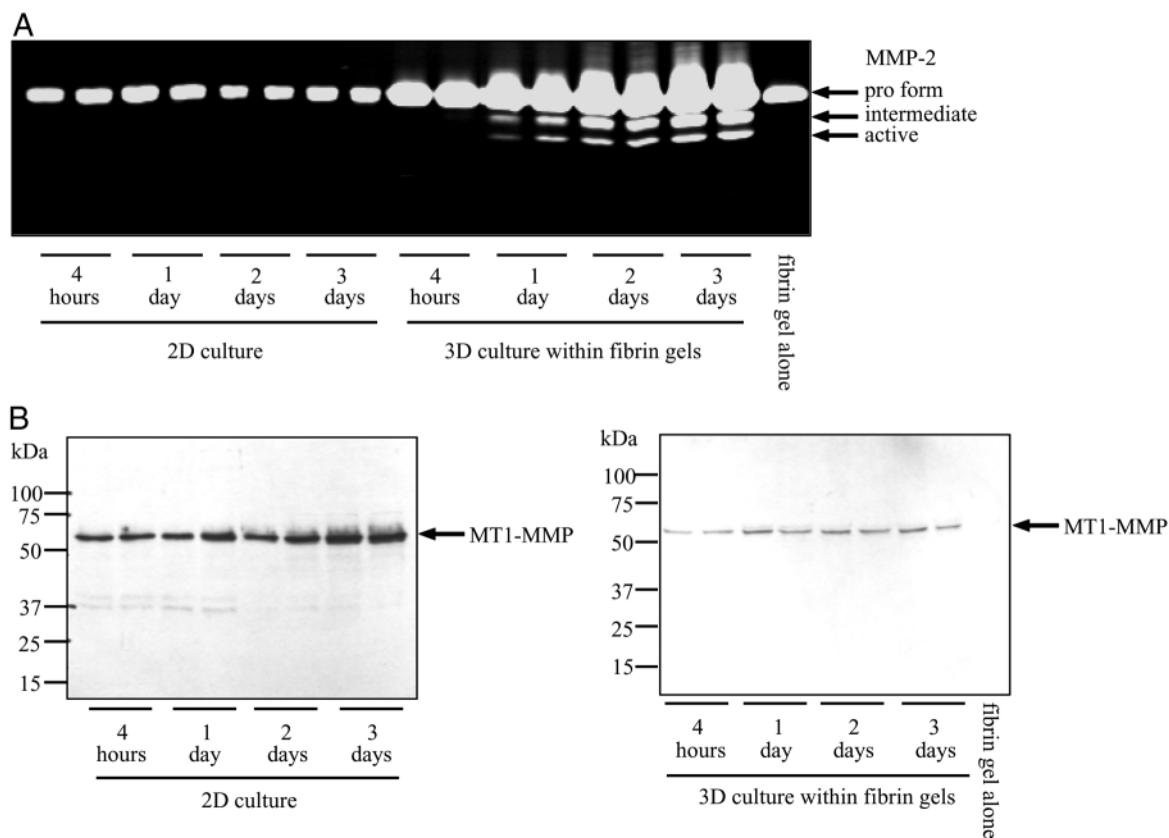 A
MMP-2
pro form
intermediate
active
4 hours
1 day
2 days
3 days
4 hours
1 day
2 days
3 days
fibrin gel alone
2D culture
3D culture within fibrin gels
B
kDa
100
75
50
37
25
15
MT1-MMP
4 hours
1 day
2 days
3 days
2D culture
kDa
100
75
50
37
25
15
MT1-MMP
4 hours
1 day
2 days
3 days
fibrin gel alone
3D culture within fibrin gels